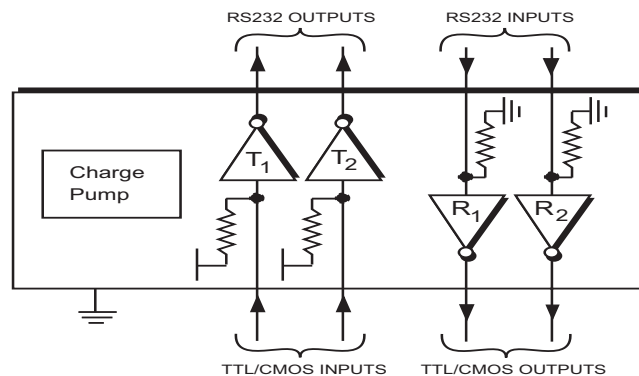 RS232 OUTPUTS
RS232 INPUTS
Charge
Pump
T1
T2
R1
R2
TTL/CMOS INPUTS
TTL/CMOS OUTPUTS